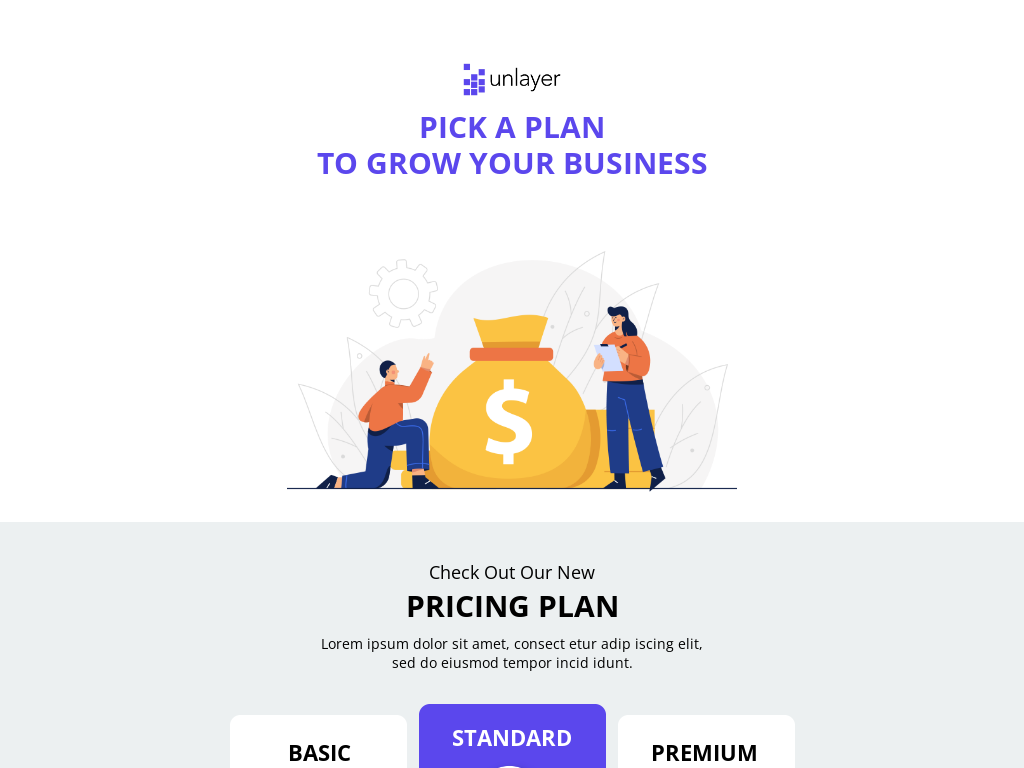 unlayer
PICK A PLAN
TO GROW YOUR BUSINESS
$
Check Out Our New
PRICING PLAN
Lorem ipsum dolor sit amet, consect etur adip iscing elit,
sed do eiusmod tempor incid idunt.
BASIC
STANDARD
PREMIUM